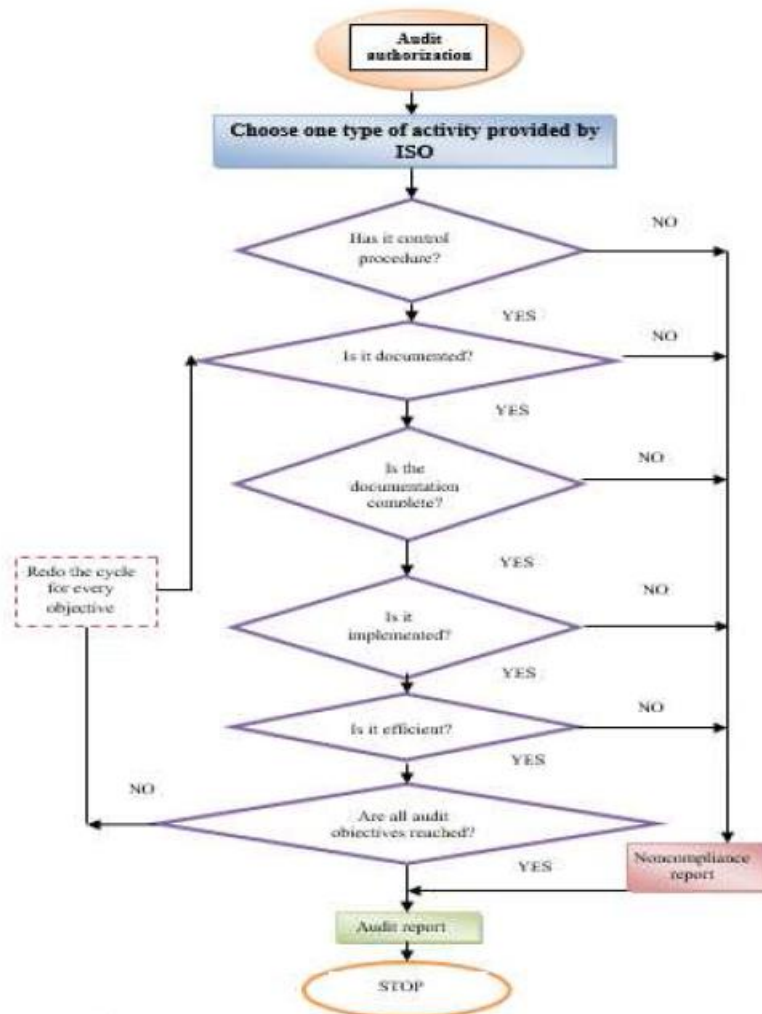 Audit
authorization
Choose one type of activity provided by
ISO
NO
Has it control
procedure?
YES
NO
Is it documented?
YES
NO
Is the
documentation
complete?
YES
Redo the cycle
for every
objective
NO
Is it
implemented?
YES
NO
Is it efficient?
YES
NO
Are all audit
objectives reached?
YES
Noncompliance
report
Audit report
STOP